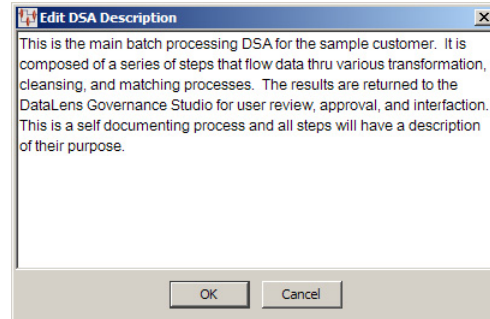 Edit DSA Description
This is the main batch processing DSA for the sample customer.  It is
composed of a series of steps that flow data thru various transformation,
cleansing, and matching processes.  The results are returned to the
DataLens Governance Studio for user review, approval, and interfaction.
This is a self documenting process and all steps will have a description
of their purpose.
OK
Cancel